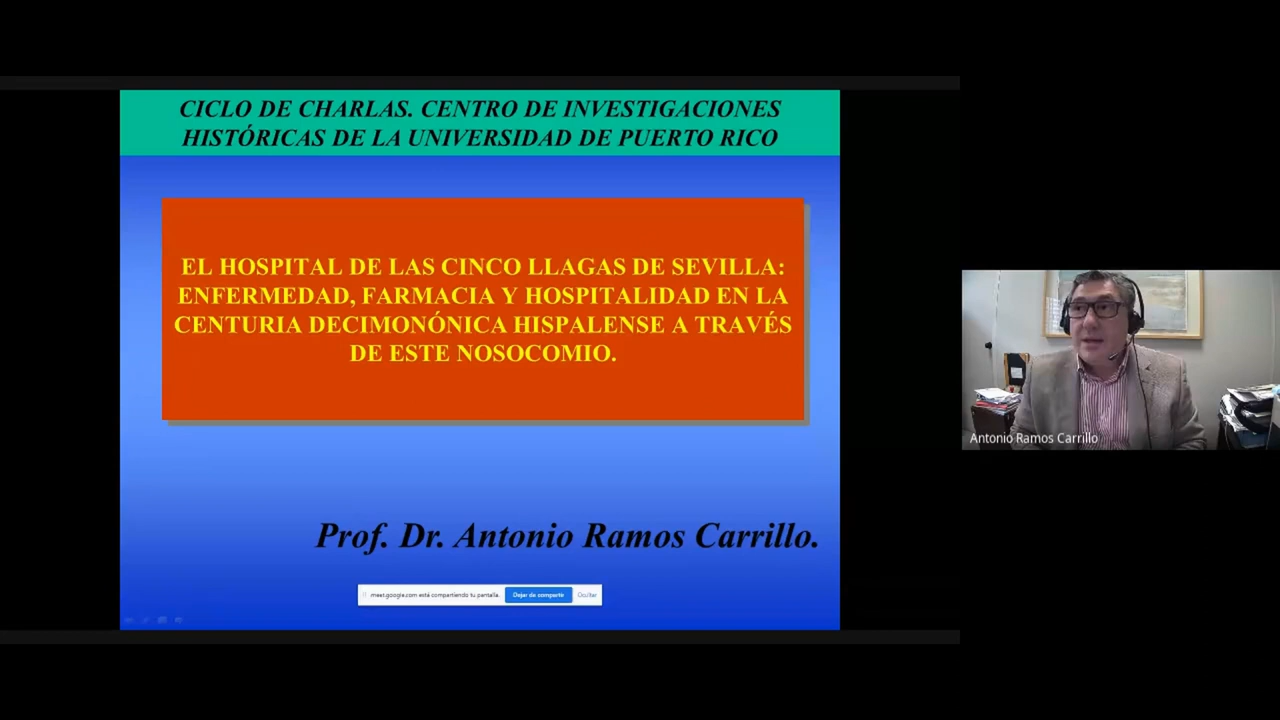 CICLO DE CHARLAS. CENTRO DE INVESTIGACIONES
HISTÓRICAS DE LA UNIVERSIDAD DE PUERTO RICO
EL HOSPITAL DE LAS CINCO LLAGAS DE SEVILLA:
ENFERMEDAD, FARMACIA Y HOSPITALIDAD EN LA
CENTURIA DECIMONÓNICA HISPALENSE A TRAVÉS
DE ESTE NOSOCOMIO.
Prof. Dr. Antonio Ramos Carrillo.
meet.google.com está compartiendo tu pantalla.
Dejar de compartir
Ocultar
Antonio Ramos Carrillo